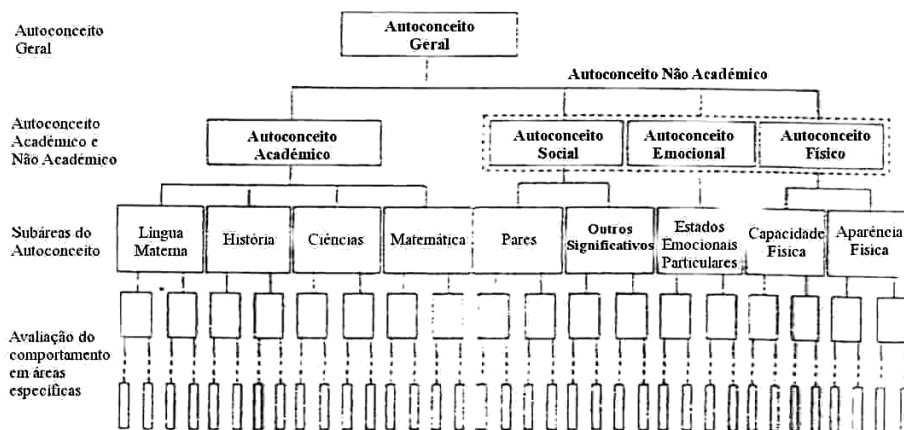 Autoconceito
Geral
Autoconceito
Geral
Autoconceito Não Académico
Autoconceito
Académico e
Não Académico
Autoconceito
Académico
Autoconceito
Social
Autoconceito
Emocional
Autoconceito
Físico
Subáreas do
Autoconceito
Língua
Materna
História
Ciências
Matemática
Pares
Outros
Significativos
Estados
Emocionais
Particulares
Capacidade
Física
Aparência
Física
Avaliação do
comportamento
em áreas
específicas